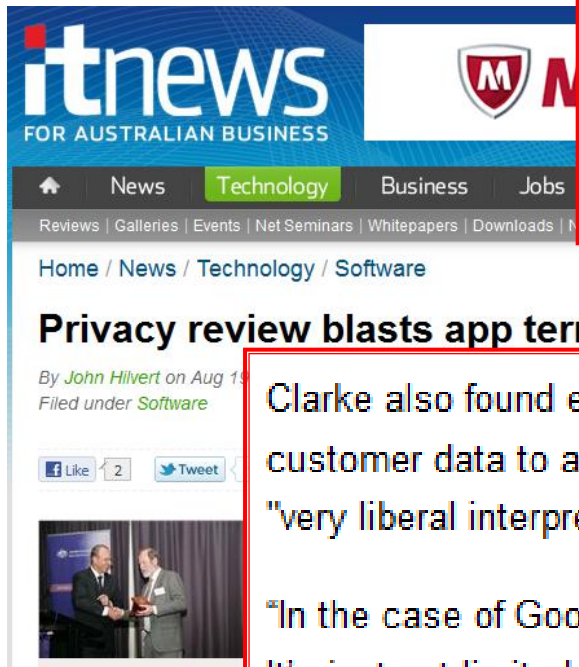 itnews
FOR AUSTRALIAN BUSINESS
M
News Technology Business Jobs
Reviews | Galleries | Events | Net Seminars | Whitepapers | Downloads |
Home / News / Technology / Software
Privacy review blasts app
By John Hilvert on Aug
Filed under Software
Like 2 Tweet
Clarke also found
customer data to
"very liberal
"In the case of